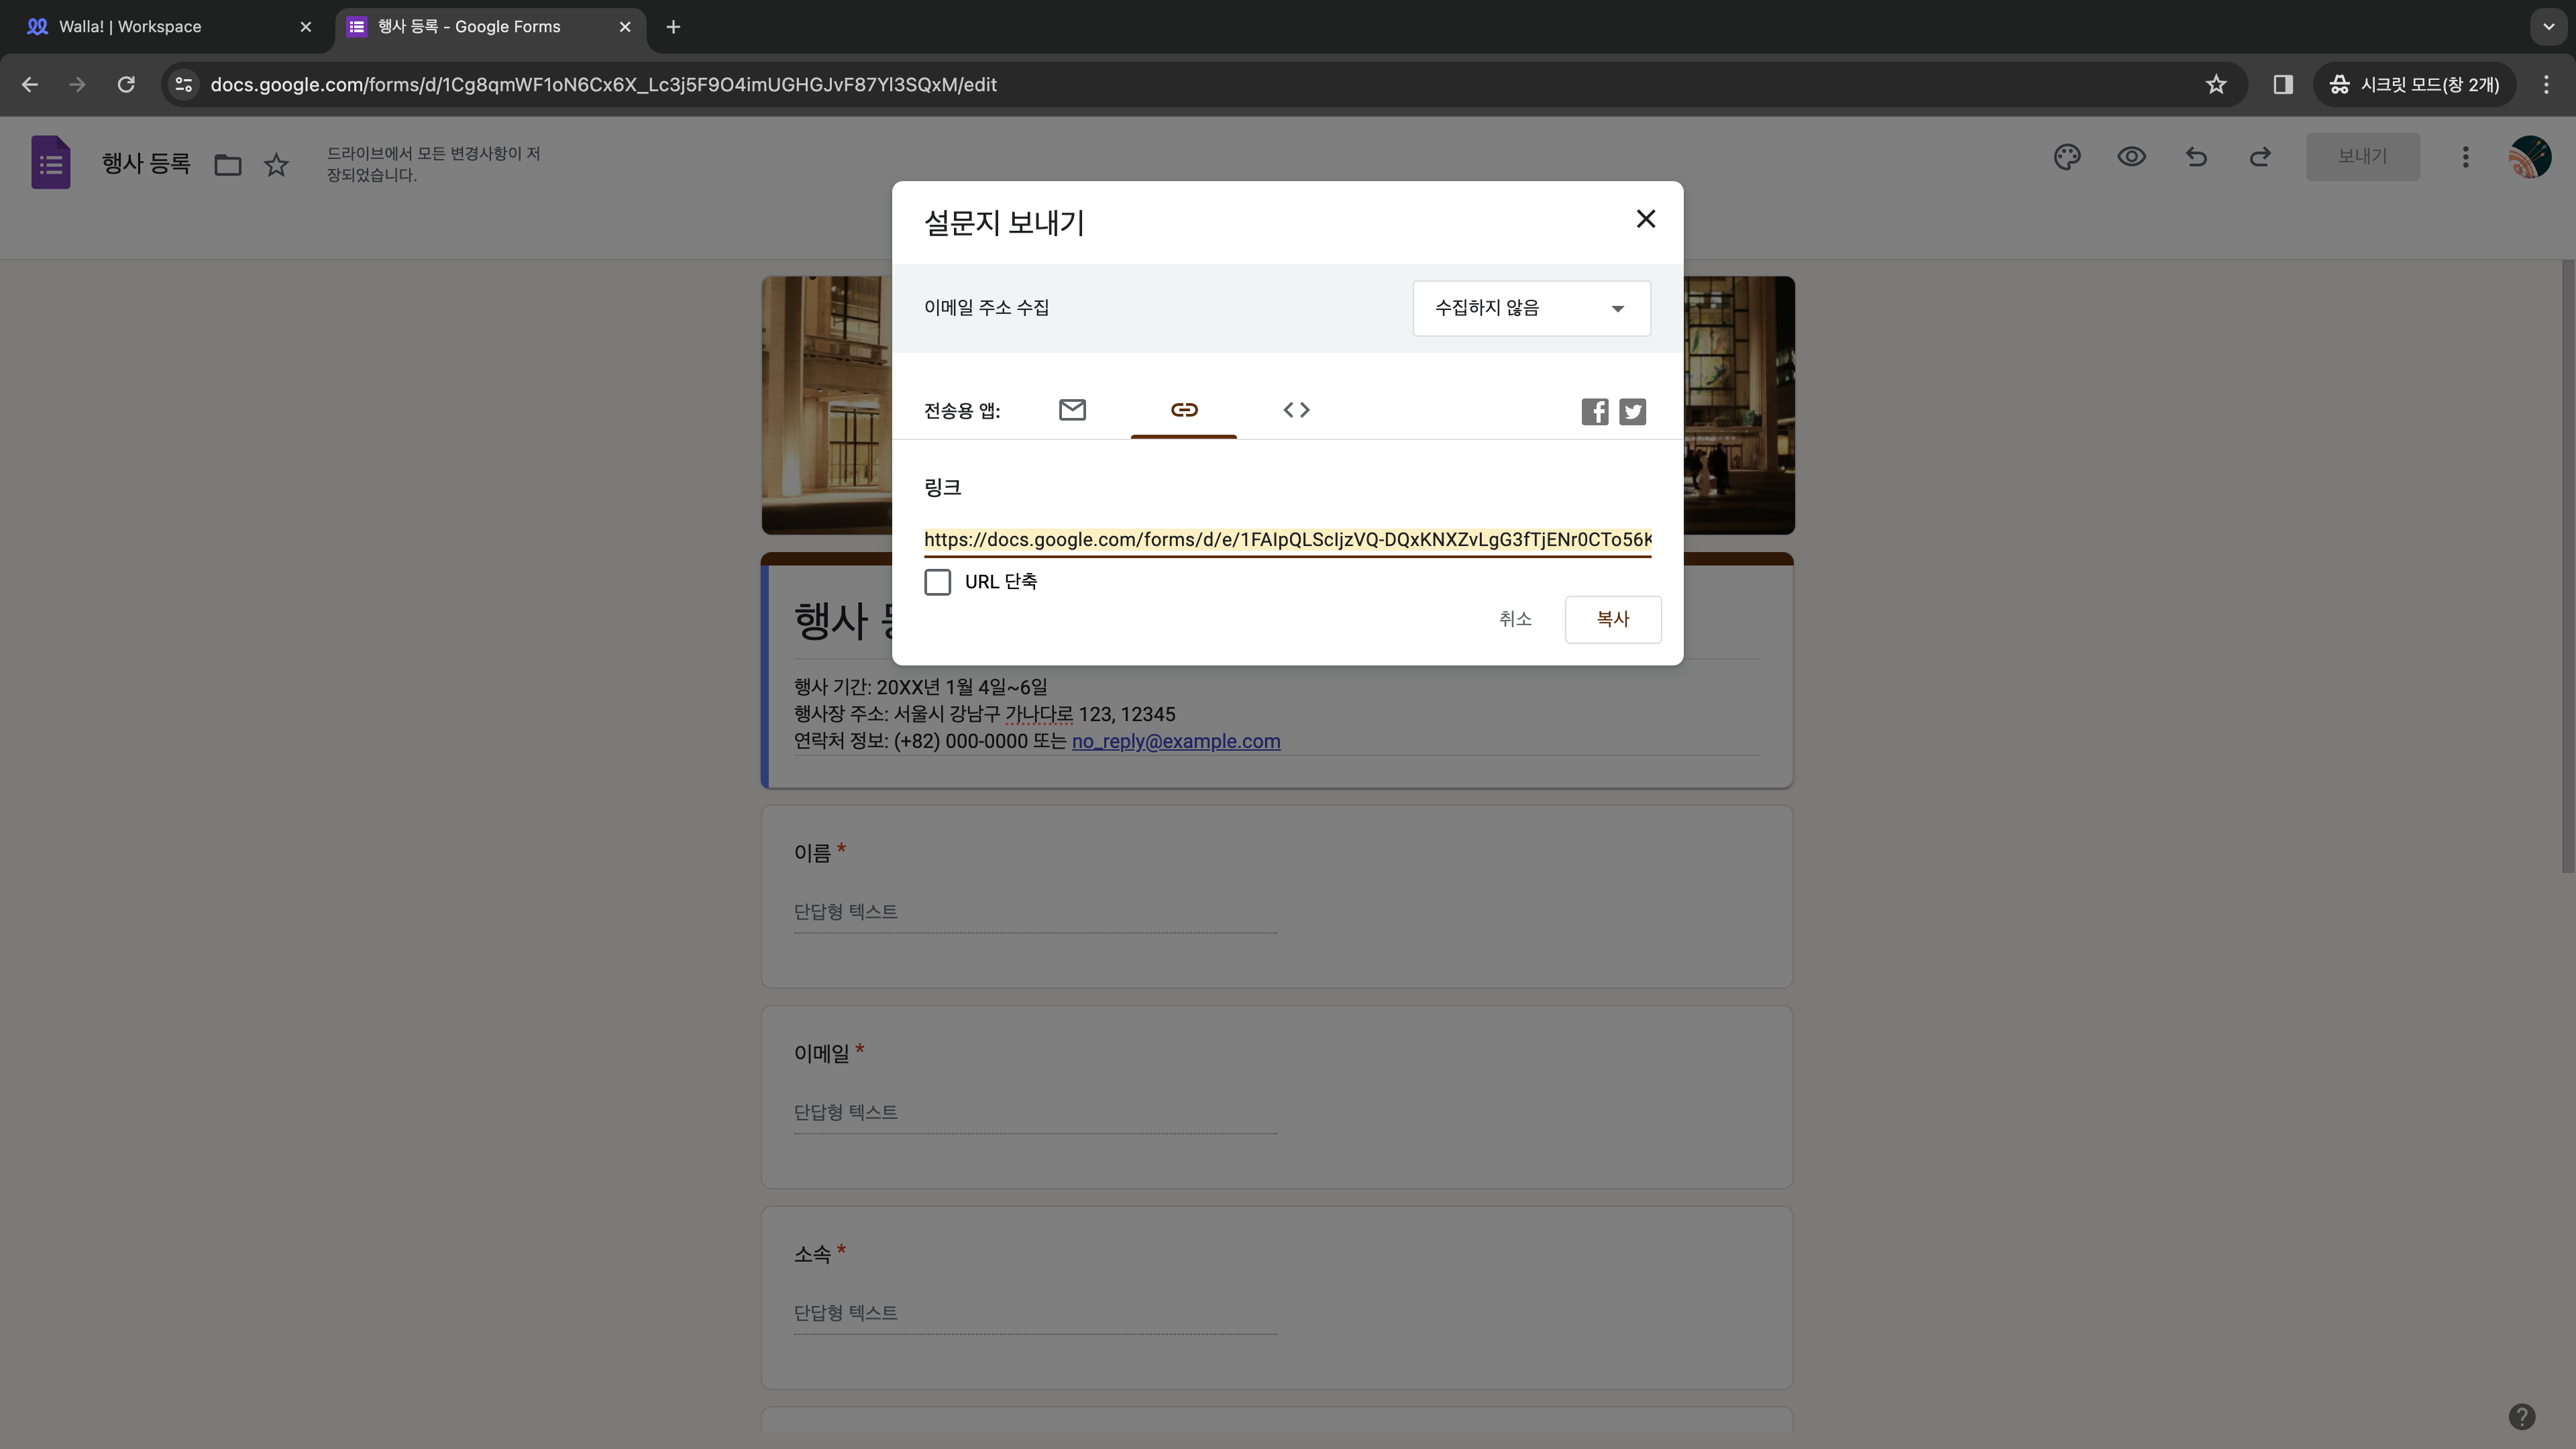 Walla! | Workspace
행사 등록 - Google Forms
docs.google.com/forms/d/1Cg8qmWF1oN6Cx6X_Lc3j5F9O4imUGHGJvF87Yl3SQxM/edit
시크릿 모드(창 2개)
행사 등록
드라이브에서 모든 변경사항이 저
장되었습니다.
보내기
설문지 보내기
이메일 주소 수집
수집하지 않음
전송용 앱:
링크
https://docs.google.com/forms/d/e/1FAIpQLScIjzVQ-DQxKNXZvLgG3fTjENr0CTo56K
URL 단축
취소
복사
행사
행사 기간: 20XX년 1월 4일~6일
행사장 주소: 서울시 강남구 가나다로 123, 12345
연락처 정보: (+82) 000-0000 또는 no_reply@example.com
이름 *
단답형 텍스트
이메일 *
단답형 텍스트
소속 *
단답형 텍스트